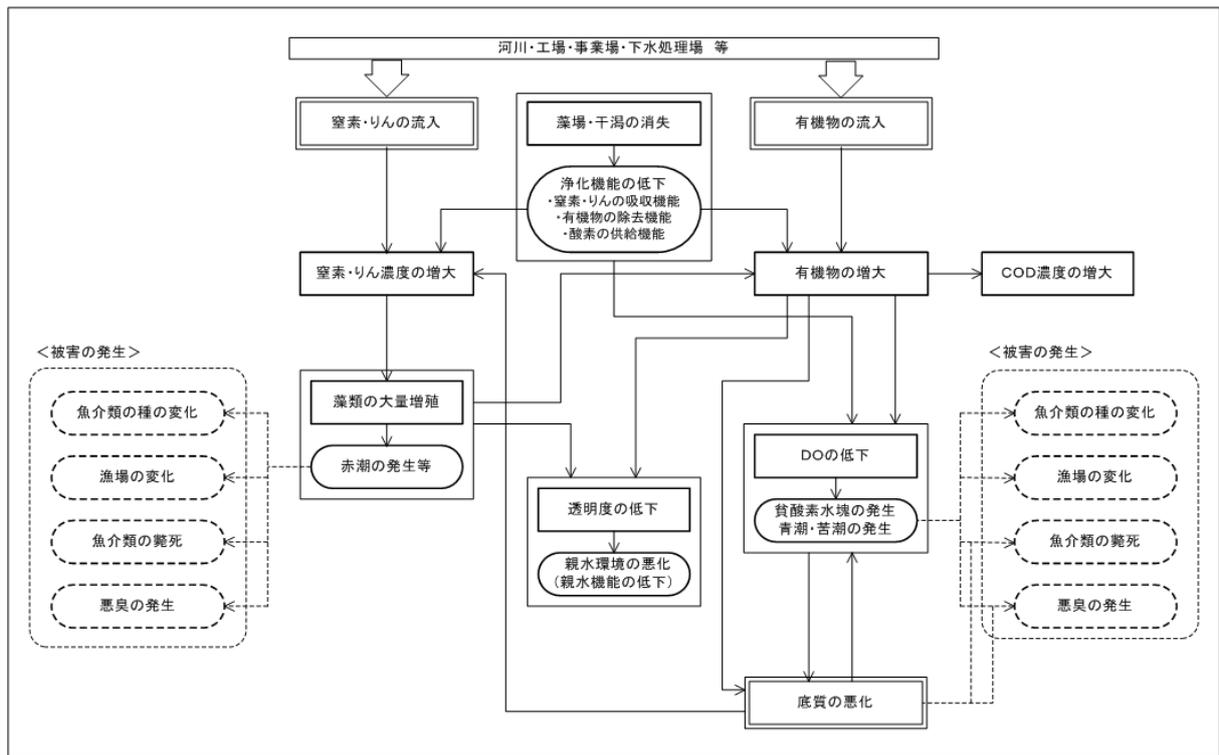 河川・工場・事業場・下水処理場 等
窒素・りんの流入
藻場・干潟の消失
有機物の流入
浄化機能の低下
・窒素・りんの吸収機能
・有機物の除去機能
・酸素の供給機能
窒素・りん濃度の増大
有機物の増大
COD濃度の増大
<被害の発生>
魚介類の種の変化
漁場の変化
魚介類の斃死
悪臭の発生
藻類の大量増殖
赤潮の発生等
透明度の低下
親水環境の悪化
(親水機能の低下)
DOの低下
貧酸素水塊の発生
青潮・苦潮の発生
<被害の発生>
魚介類の種の変化
漁場の変化
魚介類の斃死
悪臭の発生
底質の悪化